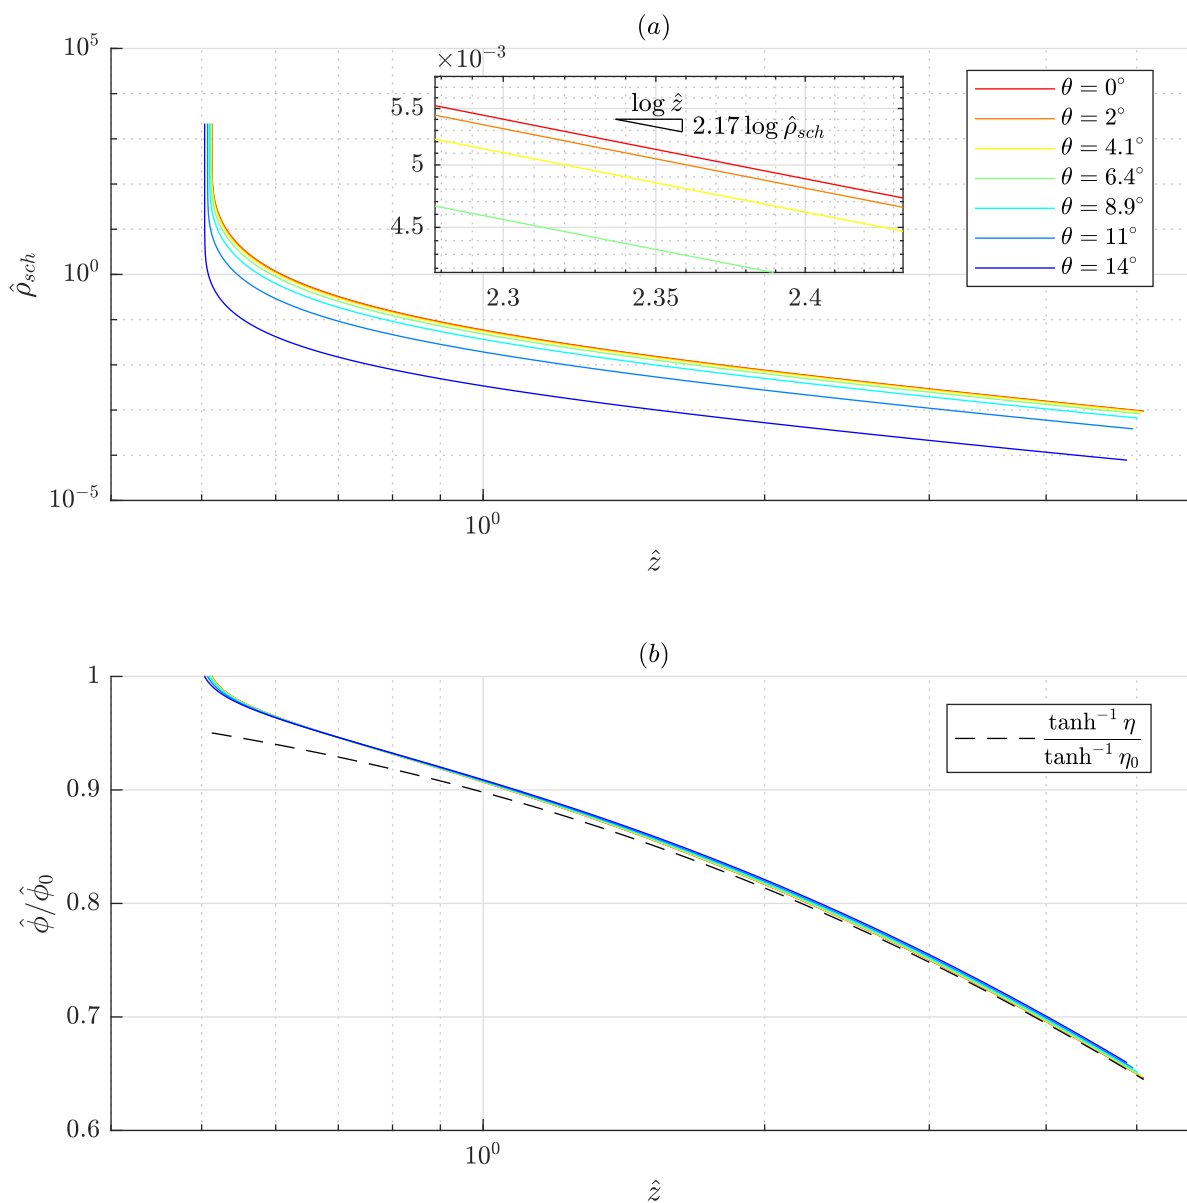 (a)
10^5
10^0
10^{-5}
ρ̂_{sch}
×10^{-3}
5.5
5
4.5
2.3 2.35 2.4
log ẑ
2.17 log ρ̂_{sch}
θ = 0°
θ = 2°
θ = 4.1°
θ = 6.4°
θ = 8.9°
θ = 11°
θ = 14°
10^0
ẑ
(b)
1
0.9
0.8
0.7
0.6
ϕ̂/ϕ̂_0
tanh^{-1} η
tanh^{-1} η_0
10^0
ẑ